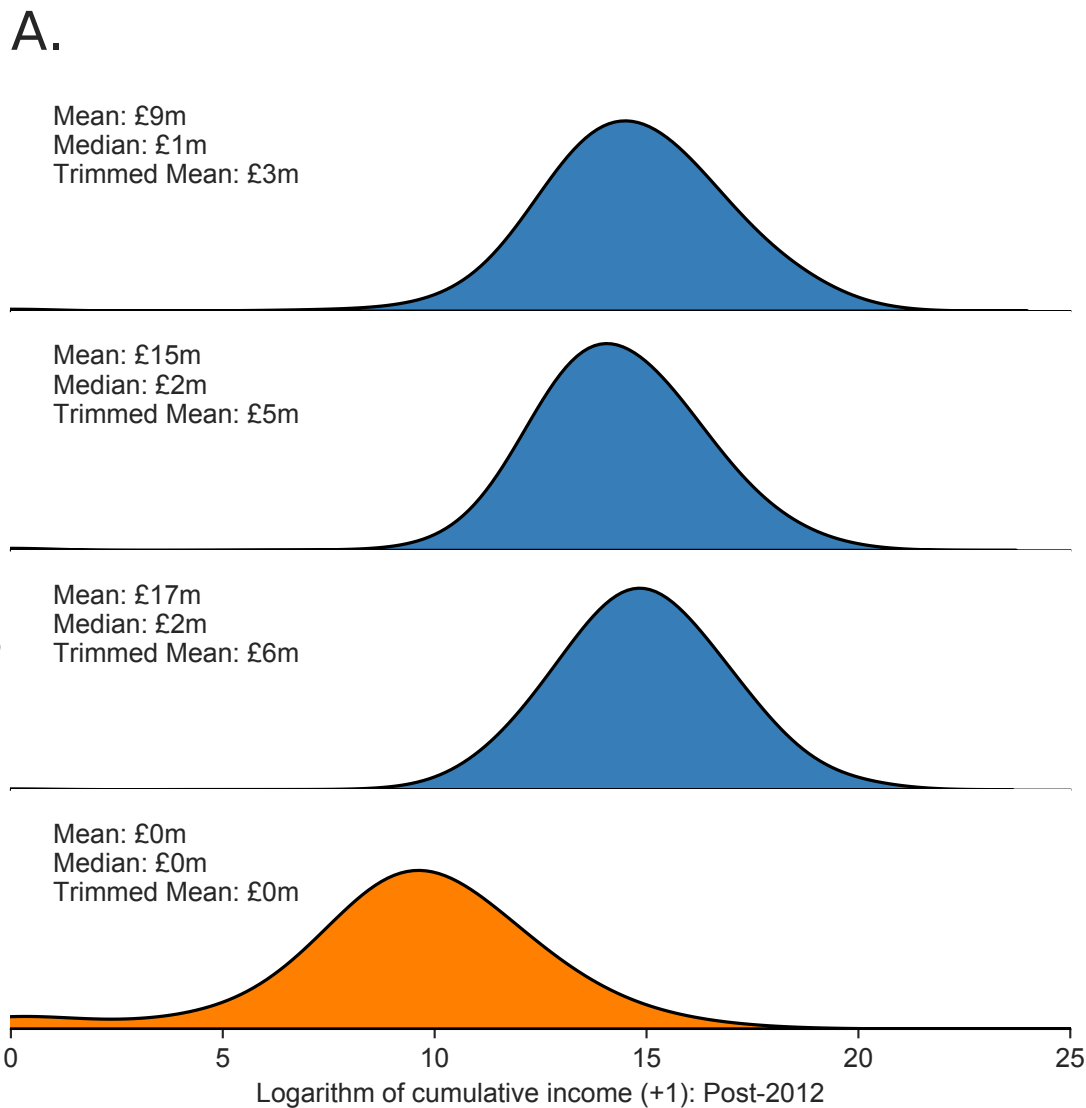 A.
Mean: £9m
Median: £1m
Trimmed Mean: £3m
Mean: £15m
Median: £2m
Trimmed Mean: £5m
Mean: £17m
Median: £2m
Trimmed Mean: £6m
Mean: £0m
Median: £0m
Trimmed Mean: £0m
0 5 10 15 20 25
Logarithm of cumulative income (+1): Post-2012